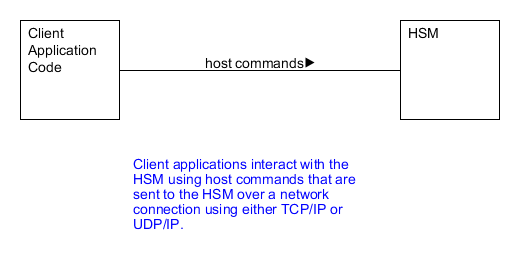 Client
Application
Code
host commands▶
HSM
Client applications interact with the
HSM using host commands that are
sent to the HSM over a network
connection using either TCP/IP or
UDP/IP.